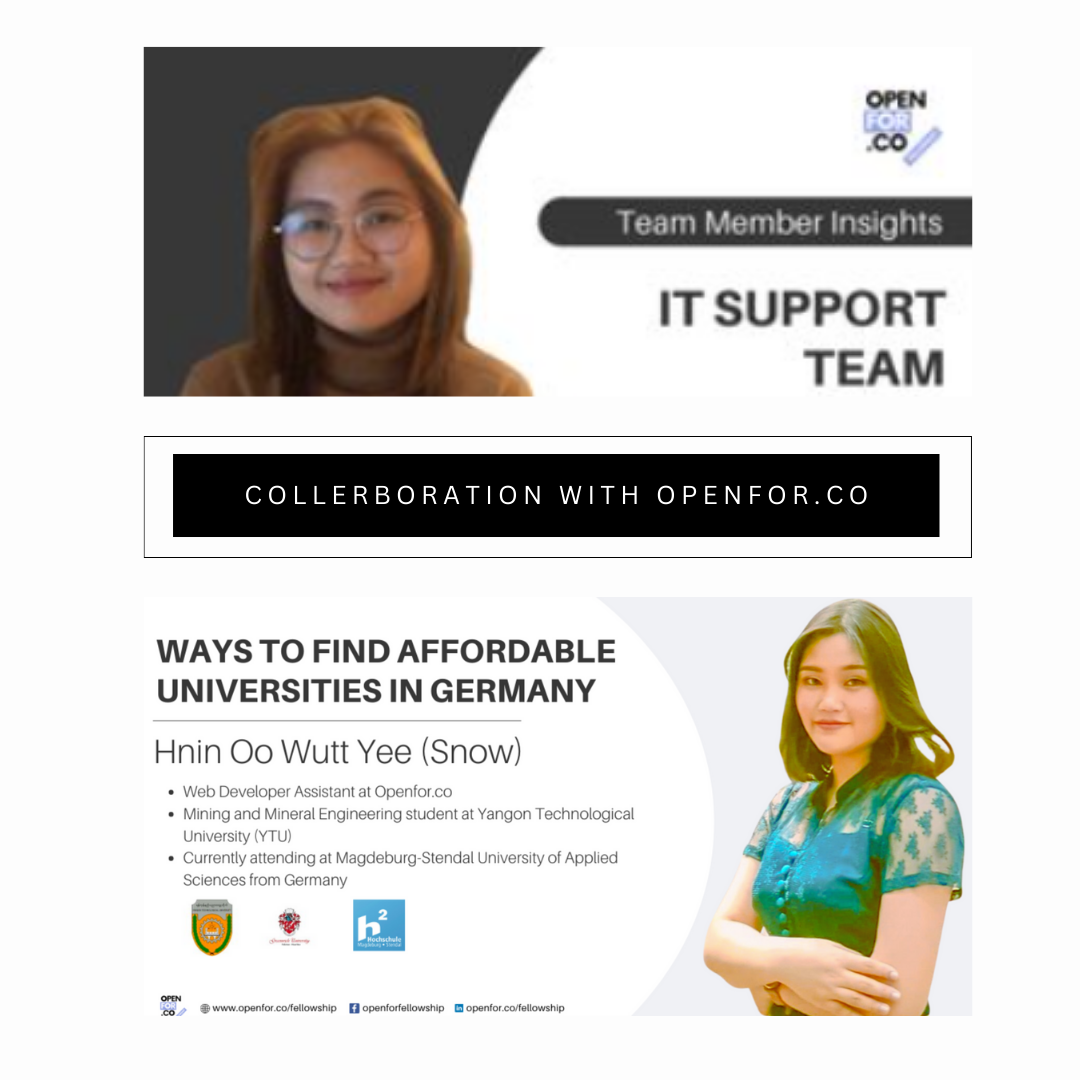 OPEN
FOR
.CO
Team Member Insights
IT SUPPORT
TEAM
COLLERBORATION WITH OPENFOR.CO
WAYS TO FIND AFFORDABLE
UNIVERSITIES IN GERMANY
Hnin Oo Wutt Yee (Snow)
Web Developer Assistant at Openfor.co
Mining and Mineral Engineering student at Yangon Technological
University (YTU)
Currently attending at Magdeburg-Stendal University of Applied
Sciences from Germany
h2
Hochschule
Magdeburg • Stendal
OPEN
FOR
.CO
www.openfor.co/fellowship openforfellowship openfor.co/fellowship